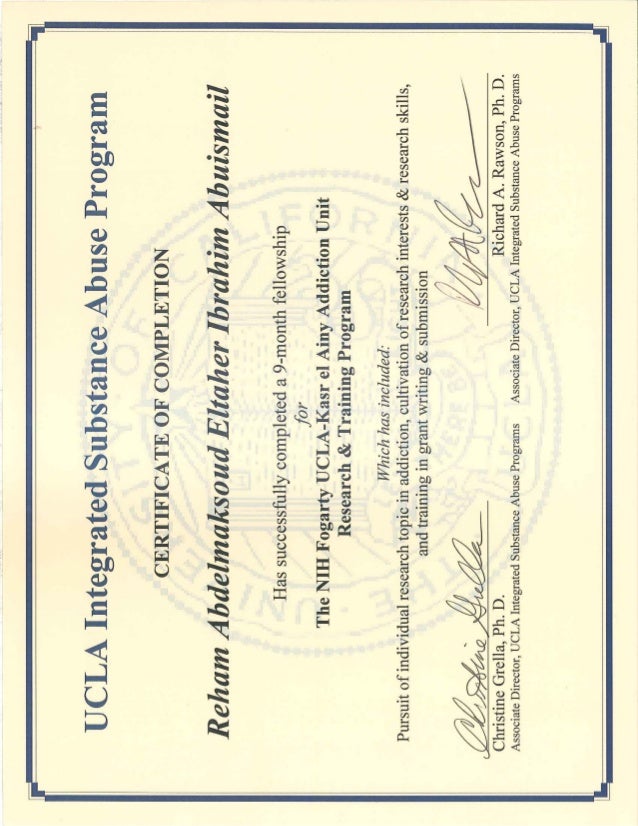 UCLA Integrated Substance Abuse Program
CERTIFICATE OF COMPLETION
Reham Abdelmaksoud Eltaher Ibrahim Abuismail
Has successfully completed a 9-month fellowship
for
The NIH Fogarty UCLA-Kasr el Ainy Addiction Unit
Research & Training Program
Which has included:
Pursuit of individual research topic in addiction, cultivation of research interests & research skills,
and training in grant writing & submission
Christine Grella
Christine Grella, Ph. D.
Associate Director, UCLA Integrated Substance Abuse Programs
Richard A. Rawson, Ph. D.
Associate Director, UCLA Integrated Substance Abuse Programs